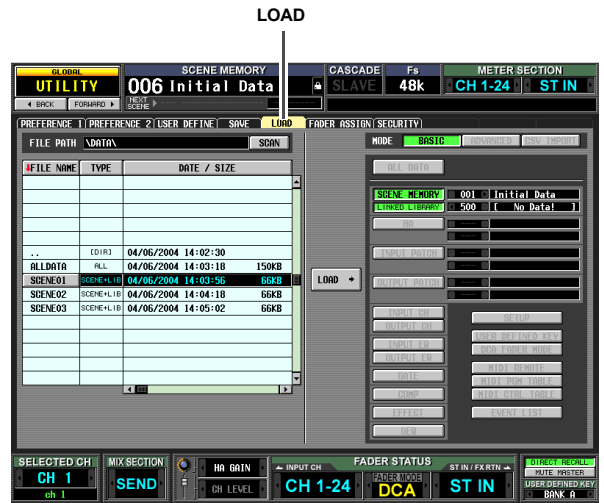 LOAD
GLOBAL SCENE MEMORY CASCADE Fs METER SECTION
UTILITY 006 Initial Data SLAVE 48k CH 1-24 ST IN
BACK FORWARD NEXT SCENE
PREFERENCE 1 PREFERENCE 2 USER DEFINE SAVE LOAD FADER ASSIGN SECURITY
FILE PATH \DATA\ SCAN MODE BASIC ADVANCED CSV IMPORT
FILE NAME TYPE DATE / SIZE
ALL DATA
SCENE MEMORY 001 Initial Data
LINKED LIBRARY 500 [ No Data! ]
HA
.. [DIR] 04/06/2004 14:02:30
INPUT PATCH
ALLDATA ALL 04/06/2004 14:03:18 150KB
SCENE01 SCENE+LIB 04/06/2004 14:03:56 66KB
LOAD
OUTPUT PATCH
SCENE02 SCENE+LIB 04/06/2004 14:04:18 66KB
SCENE03 SCENE+LIB 04/06/2004 14:05:02 66KB
INPUT CH SETUP
OUTPUT CH
INPUT EQ USER DEFINED KEY
OUTPUT EQ DCA FADER MODE
GATE MIDI REMOTE
MIDI PGM TABLE
COMP MIDI CTRL TABLE
EFFECT EVENT LIST
GEQ
SELECTED CH MIX SECTION HA GAIN INPUT CH FADER STATUS ST IN / FX RTN DIRECT RECALL
MUTE MASTER
CH 1 SEND CH LEVEL CH 1-24 FADER MODE DCA ST IN USER DEFINED KEY
ch 1 BANK A